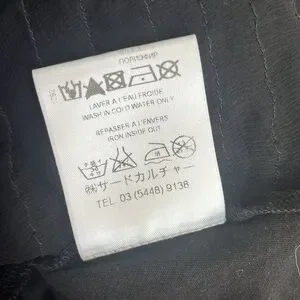 LAVER A L'EAU FROIDE
WASH IN COLD WATER ONLY
REPASSER A L'ENVERS
IRON INSIDE OUT
㈱サードカルチャー
TEL 03 (5448) 9138